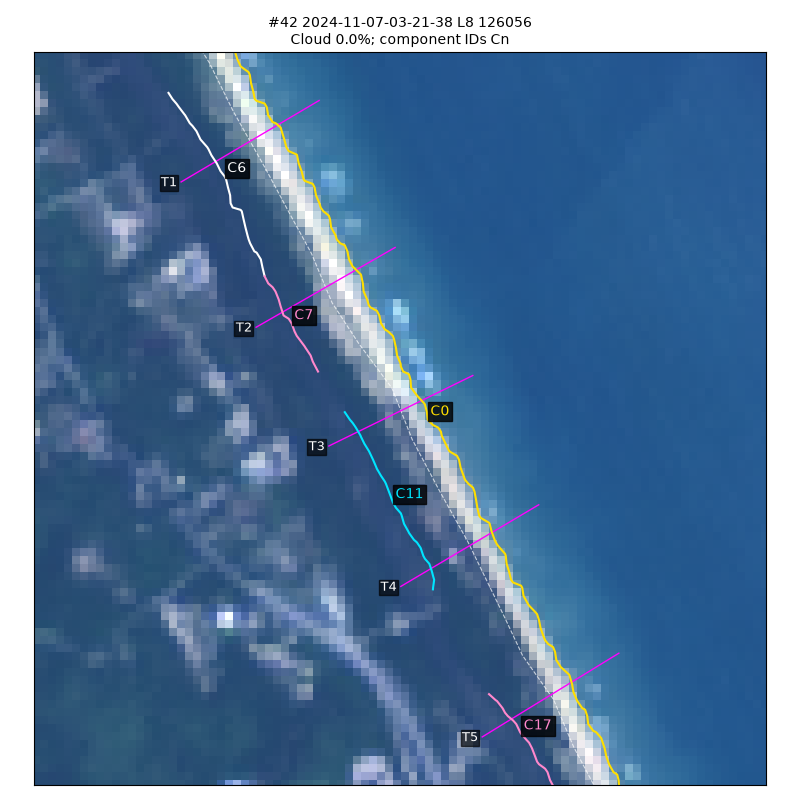 #42 2024-11-07-03-21-38 L8 126056
Cloud 0.0%; component IDs Cn
C6
T1
C7
T2
C0
T3
C11
T4
C17
T5